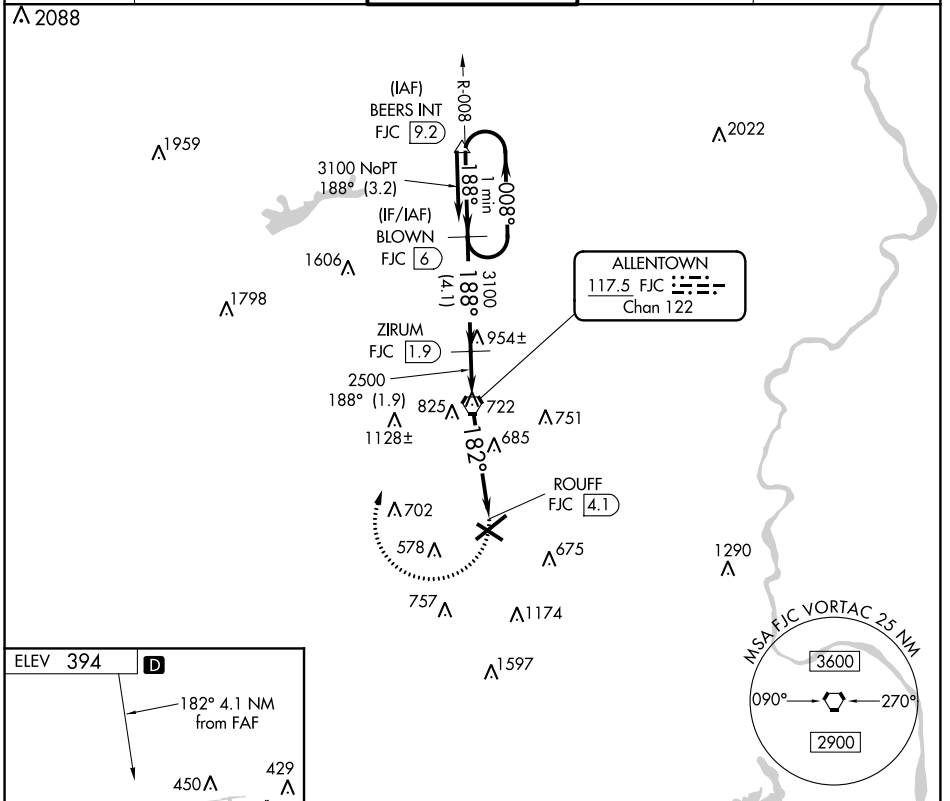 2088
(IAF)
BEERS INT
FJC 9.2
R-008
1959
2022
3100 NoPT
188° (3.2)
188°
1 min
008°
(IF/IAF)
BLOWN
FJC 6
1606
3100
188°
(4.1)
ALLENTOWN
117.5 FJC
Chan 122
1798
ZIRUM
FJC 1.9
954±
2500
188° (1.9)
825
722
751
1128±
182°
685
ROUFF
FJC 4.1
702
578
675
1290
757
1174
1597
MSA FJC VORTAC 25 NM
3600
090°
270°
2900
ELEV 394
D
182° 4.1 NM
from FAF
450
429